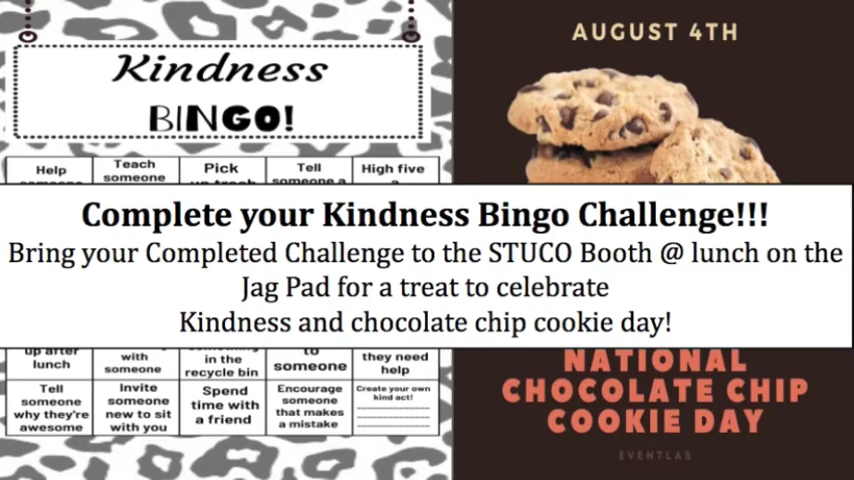 Kindness
BINGO!
Help
Teach
someone
Pick
Tell
someone a
High five
Complete your Kindness Bingo Challenge!!!
Bring your Completed Challenge to the STUCO Booth @ lunch on the
Jag Pad for a treat to celebrate
Kindness and chocolate chip cookie day!
up after
lunch
with
someone
in the
recycle bin
to
someone
they need
help
Tell
someone
why they're
awesome
Invite
someone
new to sit
with you
Spend
time with
a friend
Encourage
someone
that makes
a mistake
Create your own
kind act!
AUGUST 4TH
NATIONAL
CHOCOLATE CHIP
COOKIE DAY
EVENTLAS